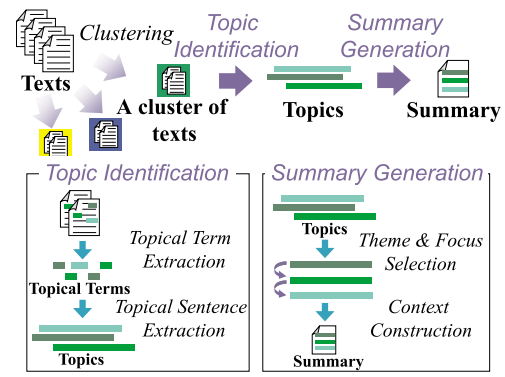 Clustering
Topic
Identification
Summary
Generation
Texts
A cluster of
texts
Topics
Summary
Topic Identification
Topical Term
Extraction
Topical Terms
Topical Sentence
Extraction
Topics
Summary Generation
Topics
Theme & Focus
Selection
Context
Construction
Summary